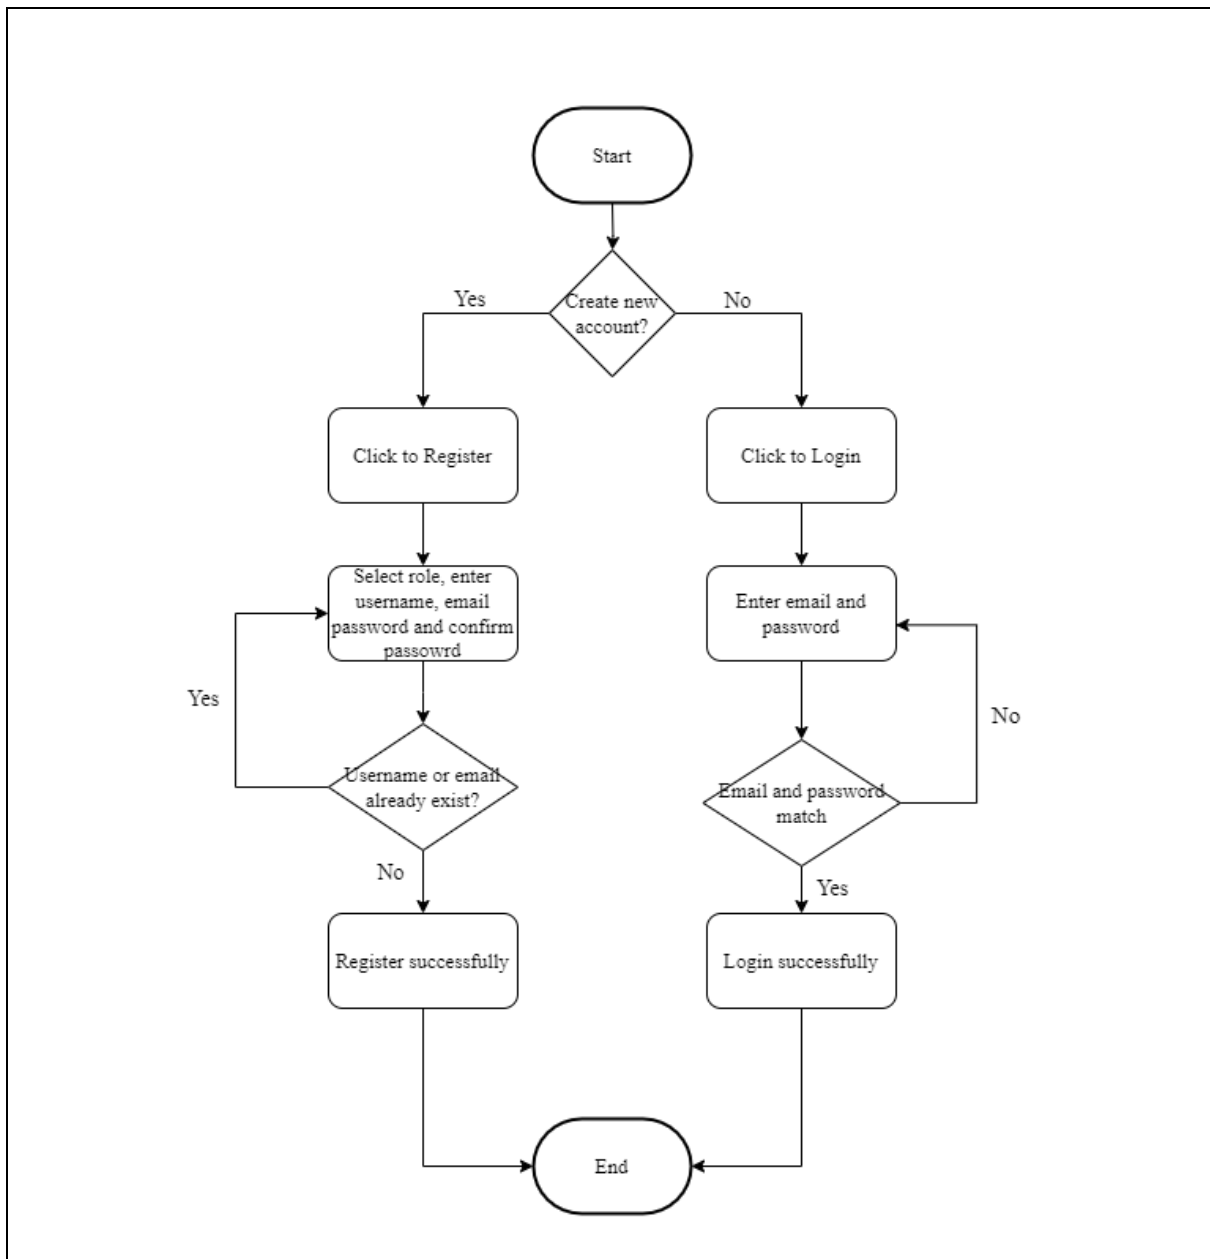 Start
Yes
Create new
account?
No
Click to Register
Click to Login
Select role, enter
username, email
password and confirm
passowrd
Enter email and
password
Yes
No
Username or email
already exist?
Email and password
match
No
Yes
Register successfully
Login successfully
End